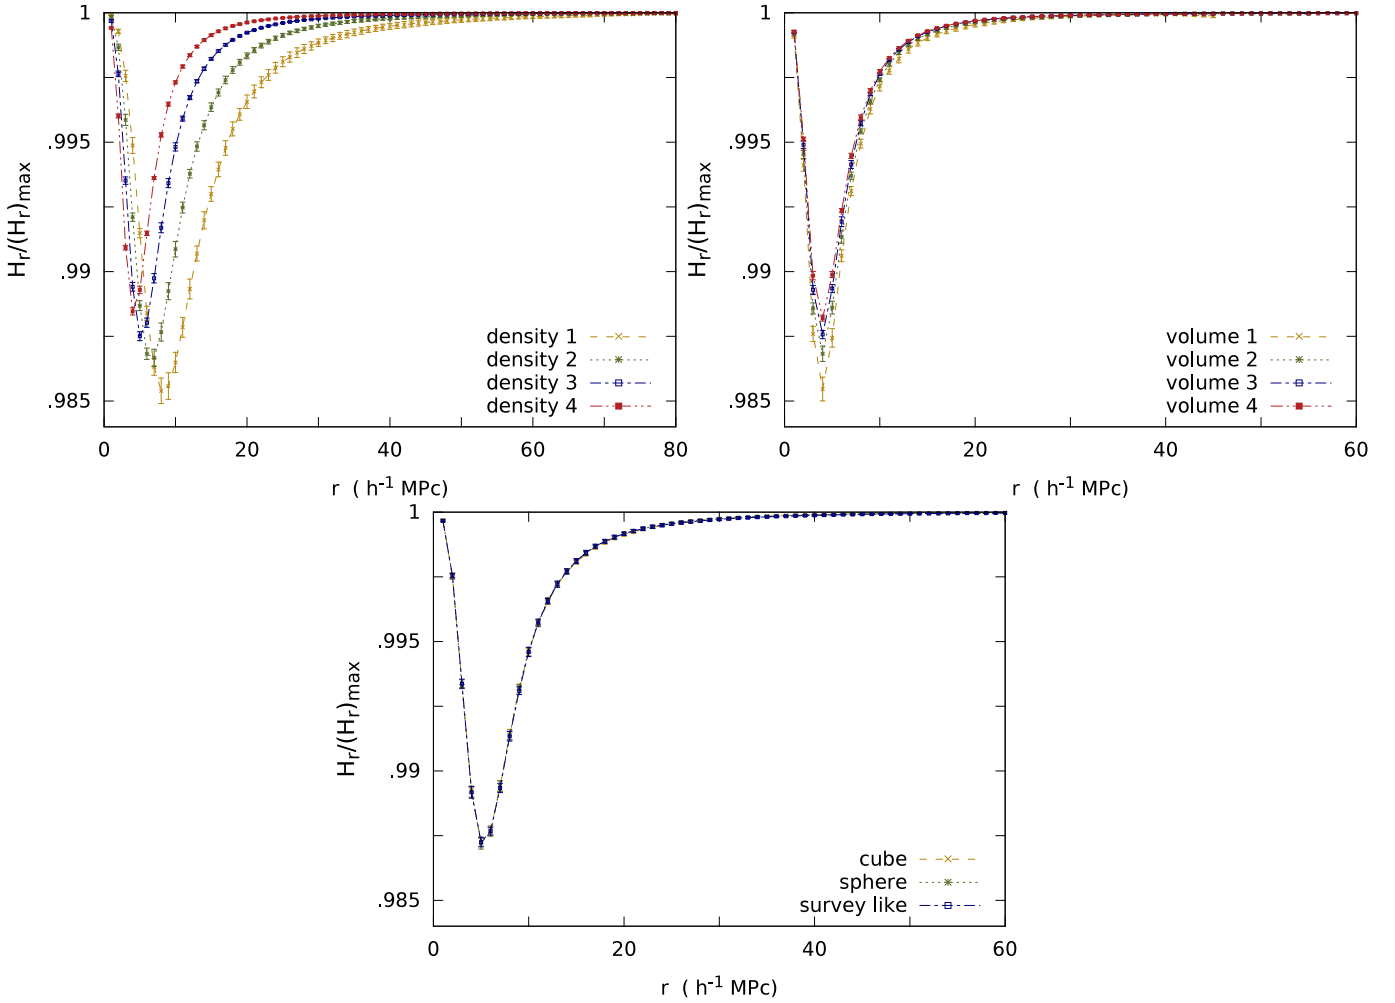 1
.995
.99
.985
H_r/(H_r)_max
density 1
density 2
density 3
density 4
0 20 40 60 80
r ( h^-1 MPc)
1
.995
.99
.985
H_r/(H_r)_max
volume 1
volume 2
volume 3
volume 4
0 20 40 60
r ( h^-1 MPc)
1
.995
.99
.985
H_r/(H_r)_max
cube
sphere
survey like
0 20 40 60
r ( h^-1 MPc)